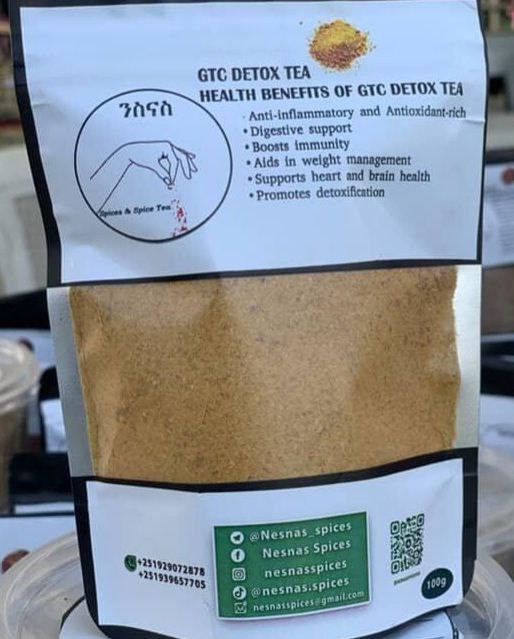 GTC DETOX TEA
HEALTH BENEFITS OF GTC DETOX TEA
· Anti-inflammatory and Antioxidant-rich
• Digestive support
• Boosts immunity
• Aids in weight management
• Supports heart and brain health
• Promotes detoxification
ንስናስ
Spices & Spice Tea
+251929072878
+251939657705
@Nesnas_spices
Nesnas Spices
nesnasspices
@nesnas.spices
nesnasspices@gmail.com
100g